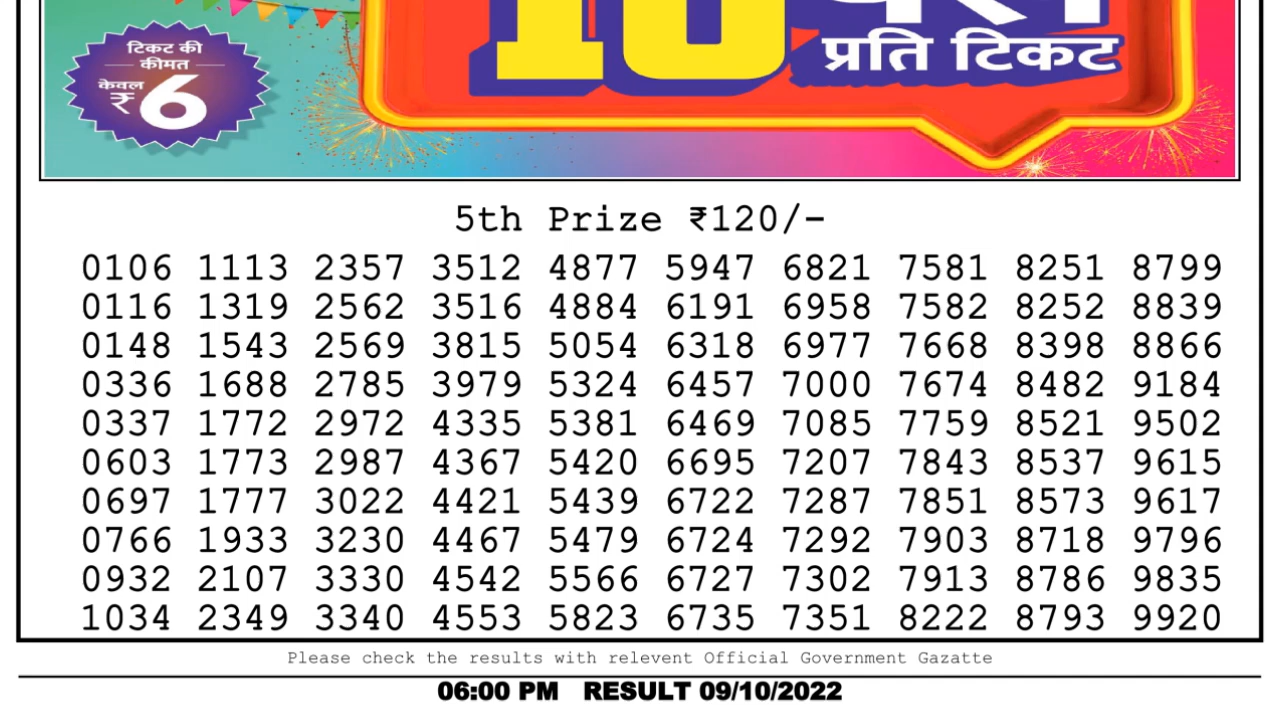 टिकट की
कीमत
केवल
₹6
10
प्रति टिकट
5th Prize ₹120/-
0106 1113 2357 3512 4877 5947 6821 7581 8251 8799
0116 1319 2562 3516 4884 6191 6958 7582 8252 8839
0148 1543 2569 3815 5054 6318 6977 7668 8398 8866
0336 1688 2785 3979 5324 6457 7000 7674 8482 9184
0337 1772 2972 4335 5381 6469 7085 7759 8521 9502
0603 1773 2987 4367 5420 6695 7207 7843 8537 9615
0697 1777 3022 4421 5439 6722 7287 7851 8573 9617
0766 1933 3230 4467 5479 6724 7292 7903 8718 9796
0932 2107 3330 4542 5566 6727 7302 7913 8786 9835
1034 2349 3340 4553 5823 6735 7351 8222 8793 9920
Please check the results with relevent Official Government Gazatte
06:00 PM RESULT 09/10/2022